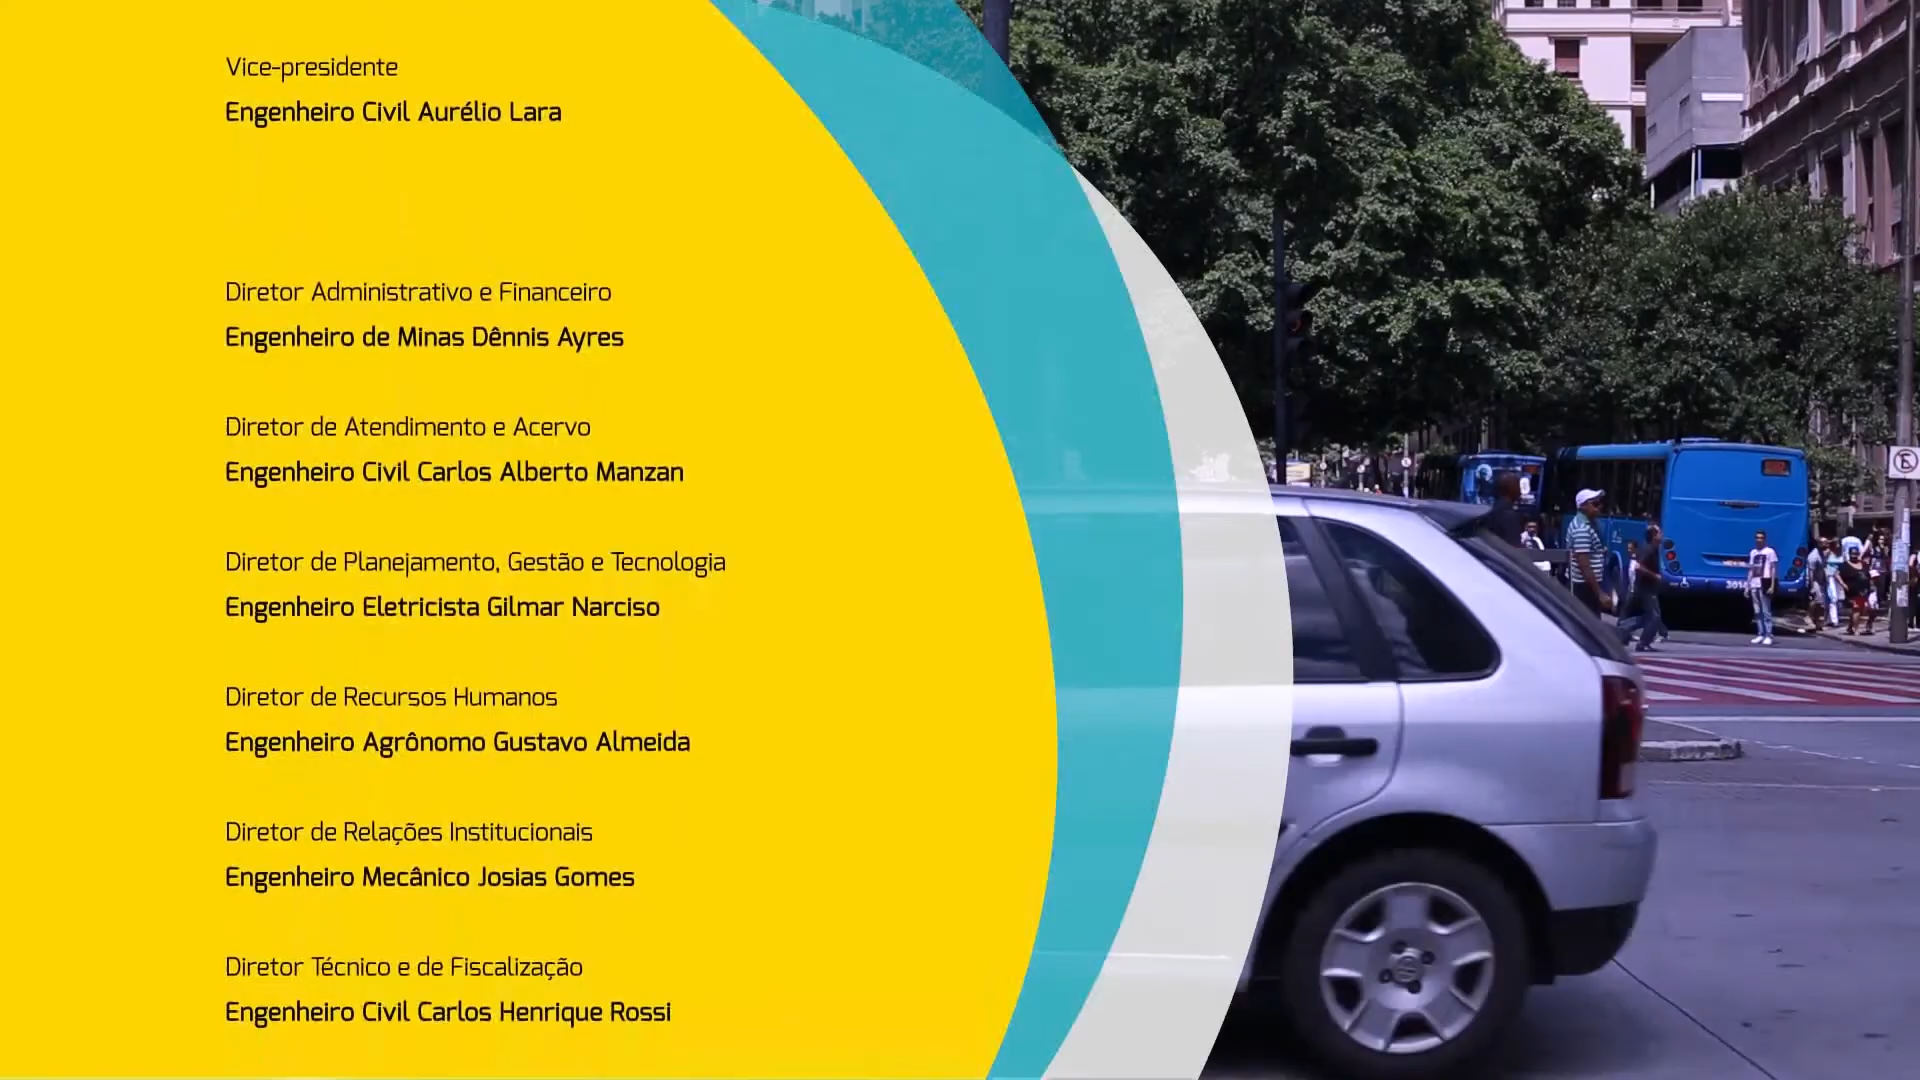 Vice-presidente
Engenheiro Civil Aurélio Lara
Diretor Administrativo e Financeiro
Engenheiro de Minas Dênnis Ayres
Diretor de Atendimento e Acervo
Engenheiro Civil Carlos Alberto Manzan
Diretor de Planejamento, Gestão e Tecnologia
Engenheiro Eletricista Gilmar Narciso
Diretor de Recursos Humanos
Engenheiro Agrônomo Gustavo Almeida
Diretor de Relações Institucionais
Engenheiro Mecânico Josias Gomes
Diretor Técnico e de Fiscalização
Engenheiro Civil Carlos Henrique Rossi